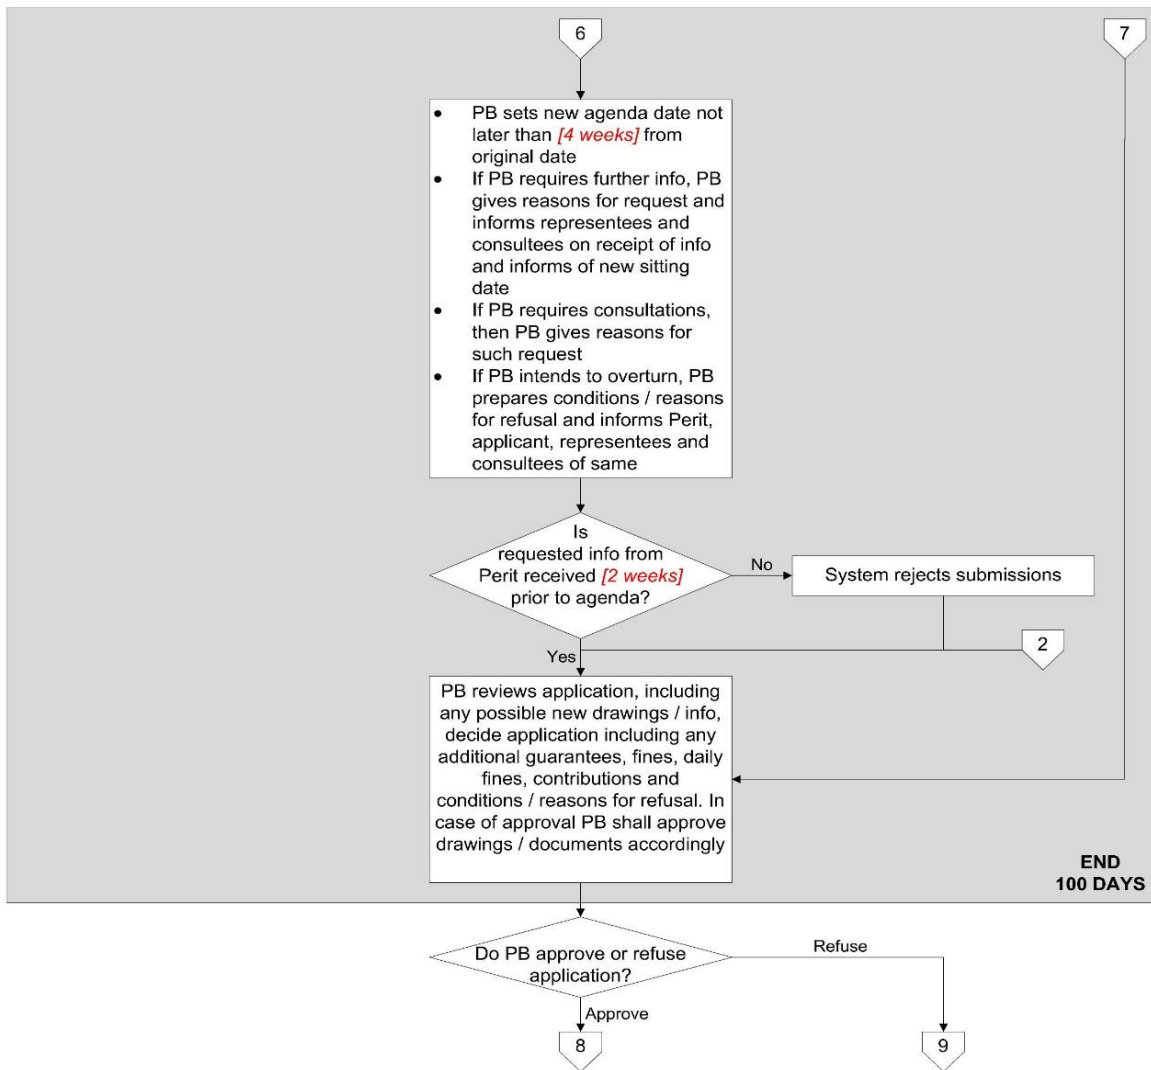 6
7
• PB sets new agenda date not
later than [4 weeks] from
original date
• If PB requires further info, PB
gives reasons for request and
informs representees and
consultees on receipt of info
and informs of new sitting
date
• If PB requires consultations,
then PB gives reasons for
such request
• If PB intends to overturn, PB
prepares conditions / reasons
for refusal and informs Perit,
applicant, representees and
consultees of same
Is
requested info from
Perit received [2 weeks]
prior to agenda?
No
System rejects submissions
2
Yes
PB reviews application, including
any possible new drawings / info,
decide application including any
additional guarantees, fines, daily
fines, contributions and
conditions / reasons for refusal. In
case of approval PB shall approve
drawings / documents accordingly
END
100 DAYS
Do PB approve or refuse
application?
Refuse
Approve
8
9